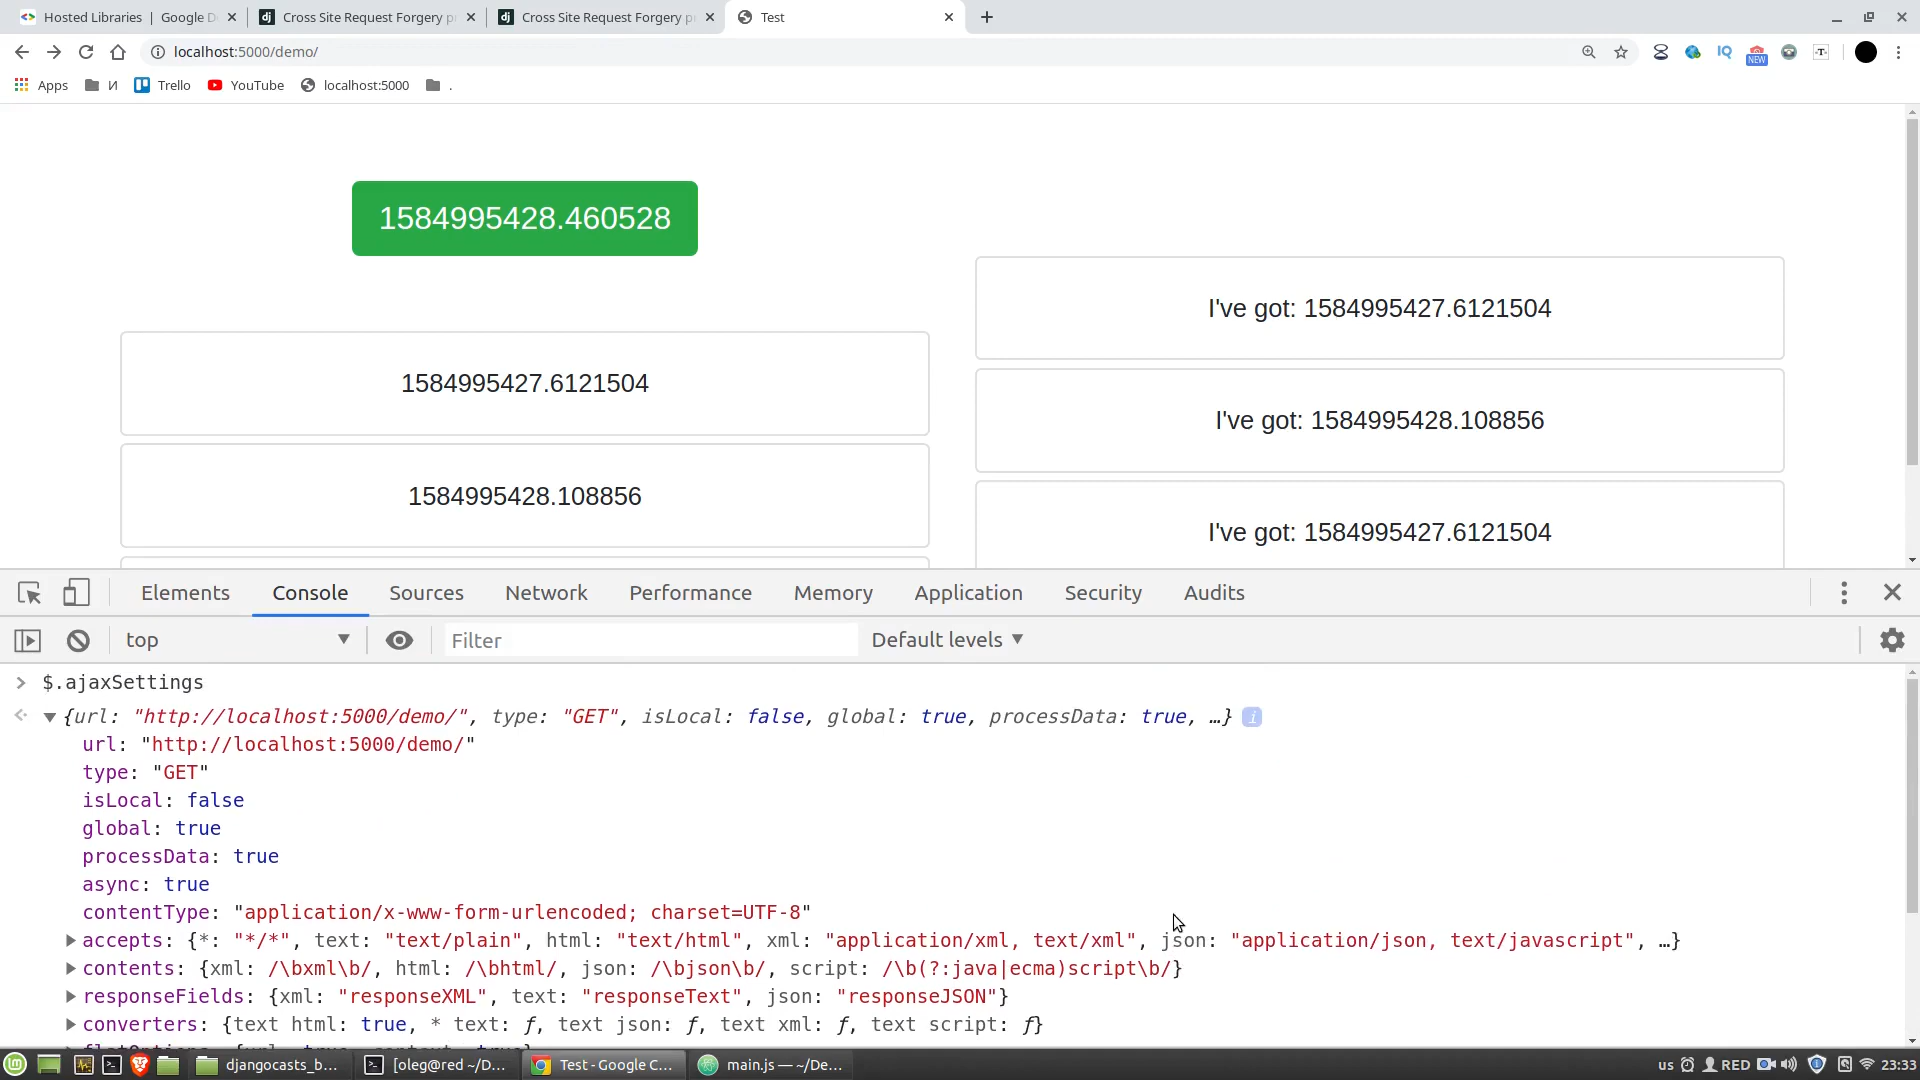 Hosted Libraries | Google D
Cross Site Request Forgery p
Cross Site Request Forgery p
Test
localhost:5000/demo/
IQ
NEW
-T-
Apps
И
Trello
YouTube
localhost:5000
.
1584995428.460528
1584995427.6121504
1584995428.108856
I've got: 1584995427.6121504
I've got: 1584995428.108856
I've got: 1584995427.6121504
Elements
Console
Sources
Network
Performance
Memory
Application
Security
Audits
top
Filter
Default levels
$.ajaxSettings
{url: "http://localhost:5000/demo/", type: "GET", isLocal: false, global: true, processData: true, …}
url: "http://localhost:5000/demo/"
type: "GET"
isLocal: false
global: true
processData: true
async: true
contentType: "application/x-www-form-urlencoded; charset=UTF-8"
accepts: {*: "*/*", text: "text/plain", html: "text/html", xml: "application/xml, text/xml", json: "application/json, text/javascript", …}
contents: {xml: /\bxml\b/, html: /\bhtml/, json: /\bjson\b/, script: /\b(?:java|ecma)script\b/}
responseFields: {xml: "responseXML", text: "responseText", json: "responseJSON"}
converters: {text html: true, * text: ƒ, text json: ƒ, text xml: ƒ, text script: ƒ}
flatOptions: {url: true, context: true}
djangocasts_b...
[oleg@red ~/D...
Test - Google C...
main.js — ~/De...
us
RED
23:33